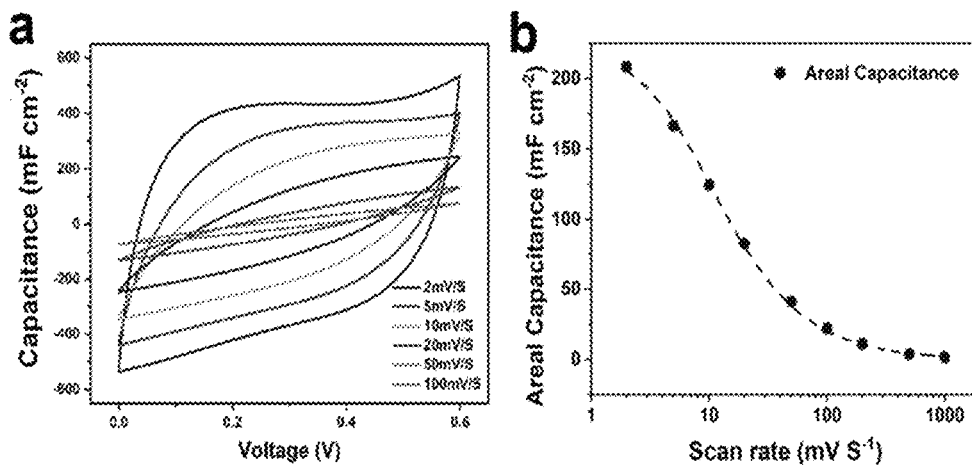 a
Capacitance (mF cm-2)
600
400
200
0
-200
-400
-600
0.0
0.2
0.4
0.6
Voltage (V)
2mV/S
5mV/S
10mV/S
20mV/S
50mV/S
100mV/S
b
Areal Capacitance (mF cm-2)
200
150
100
50
0
1
10
100
1000
Scan rate (mV S-1)
Areal Capacitance